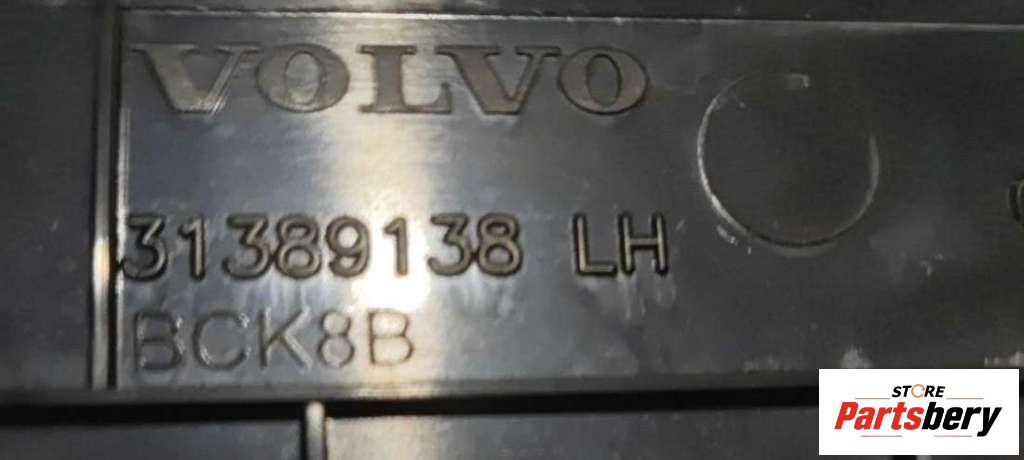 VOLVO
31389138 LH
BCK8B
STORE
Partsbery